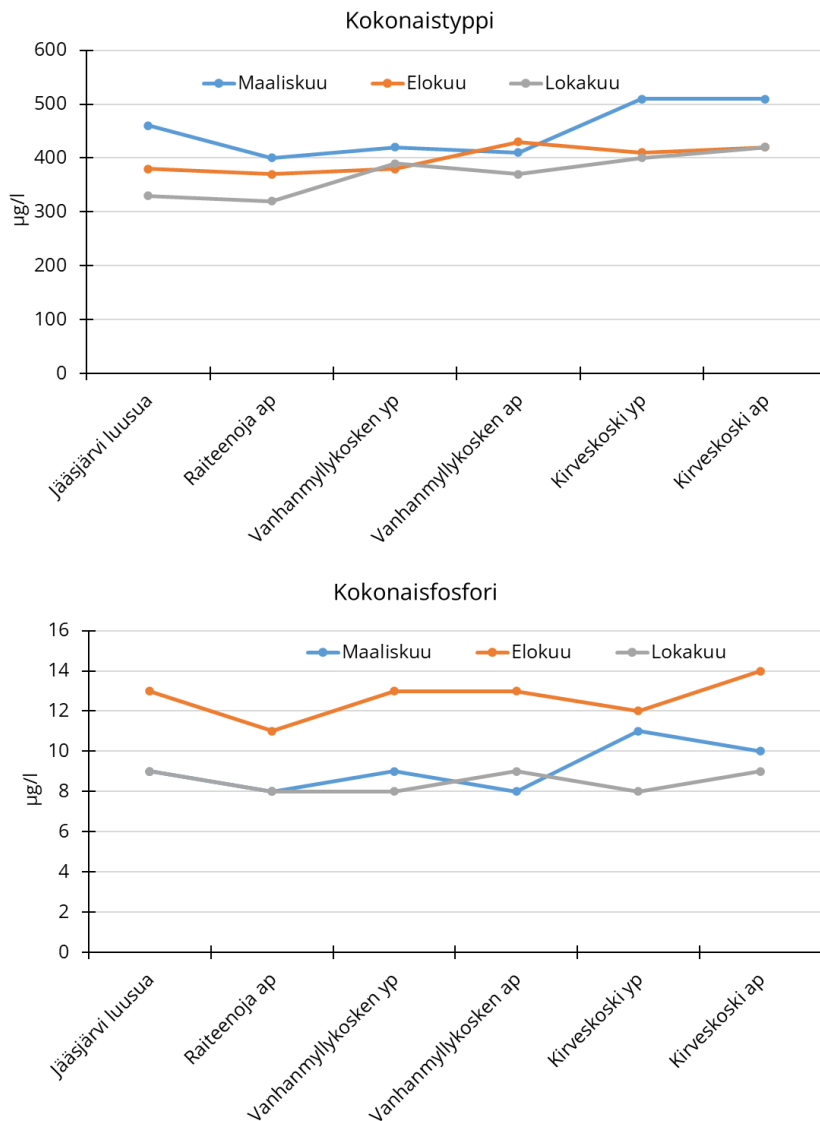 Kokonaistyppi
600
Maaliskuu Elokuu Lokakuu
500
400
µg/l
300
200
100
0
Jääsjärvi luusua
Raiteenoja ap
Vanhanmyllykosken yp
Vanhanmyllykosken ap
Kirveskoski yp
Kirveskoski ap
Kokonaisfosfori
16
Maaliskuu Elokuu Lokakuu
14
12
10
µg/l
8
6
4
2
0
Jääsjärvi luusua
Raiteenoja ap
Vanhanmyllykosken yp
Vanhanmyllykosken ap
Kirveskoski yp
Kirveskoski ap